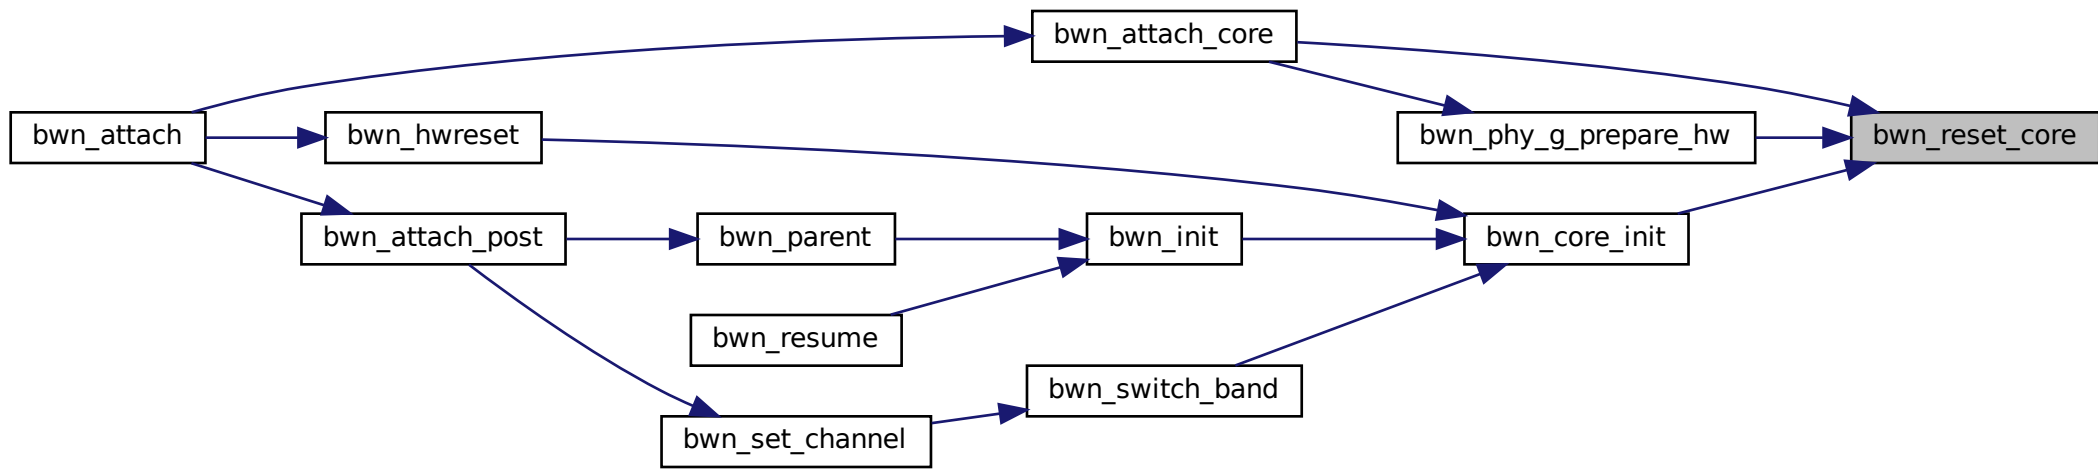 bwn_attach_core
bwn_attach
bwn_hwreset
bwn_phy_g_prepare_hw
bwn_reset_core
bwn_attach_post
bwn_parent
bwn_init
bwn_core_init
bwn_resume
bwn_switch_band
bwn_set_channel